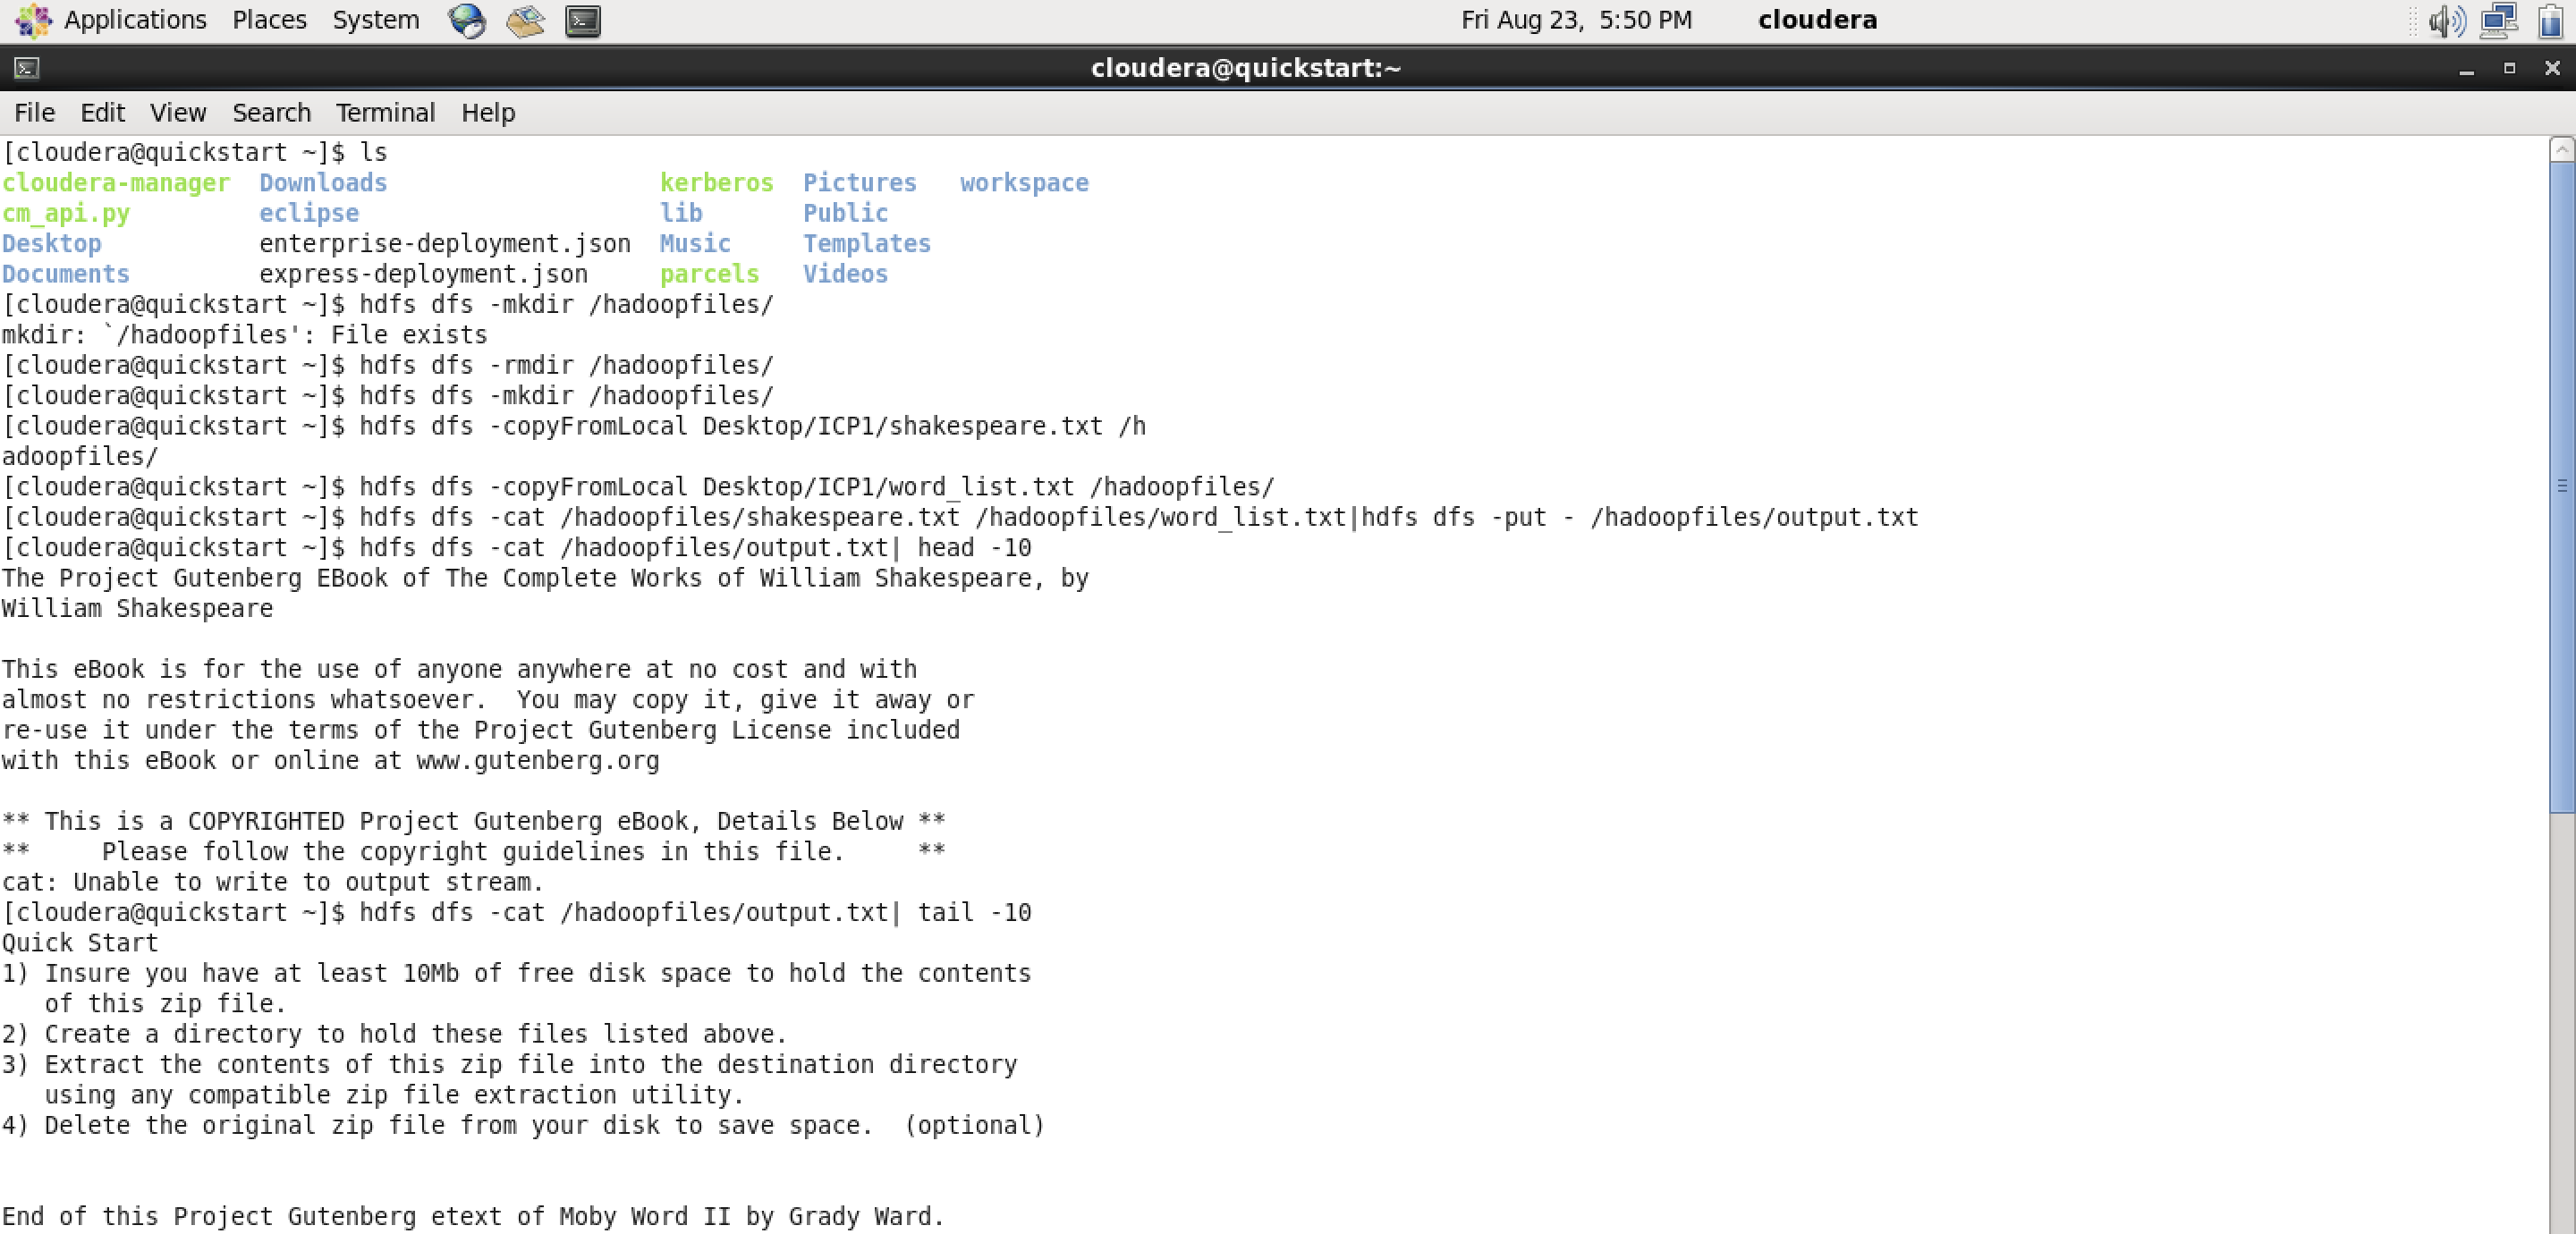 Applications Places System Fri Aug 23, 5:50 PM cloudera
cloudera@quickstart:~
File Edit View Search Terminal Help
[cloudera@quickstart ~]$ ls
cloudera-manager  Downloads                   kerberos  Pictures   workspace
cm_api.py         eclipse                     lib       Public
Desktop           enterprise-deployment.json  Music     Templates
Documents         express-deployment.json     parcels   Videos
[cloudera@quickstart ~]$ hdfs dfs -mkdir /hadoopfiles/
mkdir: `/hadoopfiles': File exists
[cloudera@quickstart ~]$ hdfs dfs -rmdir /hadoopfiles/
[cloudera@quickstart ~]$ hdfs dfs -mkdir /hadoopfiles/
[cloudera@quickstart ~]$ hdfs dfs -copyFromLocal Desktop/ICP1/shakespeare.txt /h
adoopfiles/
[cloudera@quickstart ~]$ hdfs dfs -copyFromLocal Desktop/ICP1/word_list.txt /hadoopfiles/
[cloudera@quickstart ~]$ hdfs dfs -cat /hadoopfiles/shakespeare.txt /hadoopfiles/word_list.txt|hdfs dfs -put - /hadoopfiles/output.txt
[cloudera@quickstart ~]$ hdfs dfs -cat /hadoopfiles/output.txt| head -10
The Project Gutenberg EBook of The Complete Works of William Shakespeare, by
William Shakespeare

This eBook is for the use of anyone anywhere at no cost and with
almost no restrictions whatsoever.  You may copy it, give it away or
re-use it under the terms of the Project Gutenberg License included
with this eBook or online at www.gutenberg.org

** This is a COPYRIGHTED Project Gutenberg eBook, Details Below **
**     Please follow the copyright guidelines in this file.     **
cat: Unable to write to output stream.
[cloudera@quickstart ~]$ hdfs dfs -cat /hadoopfiles/output.txt| tail -10
Quick Start
1) Insure you have at least 10Mb of free disk space to hold the contents
   of this zip file.
2) Create a directory to hold these files listed above.
3) Extract the contents of this zip file into the destination directory
   using any compatible zip file extraction utility.
4) Delete the original zip file from your disk to save space.  (optional)


End of this Project Gutenberg etext of Moby Word II by Grady Ward.